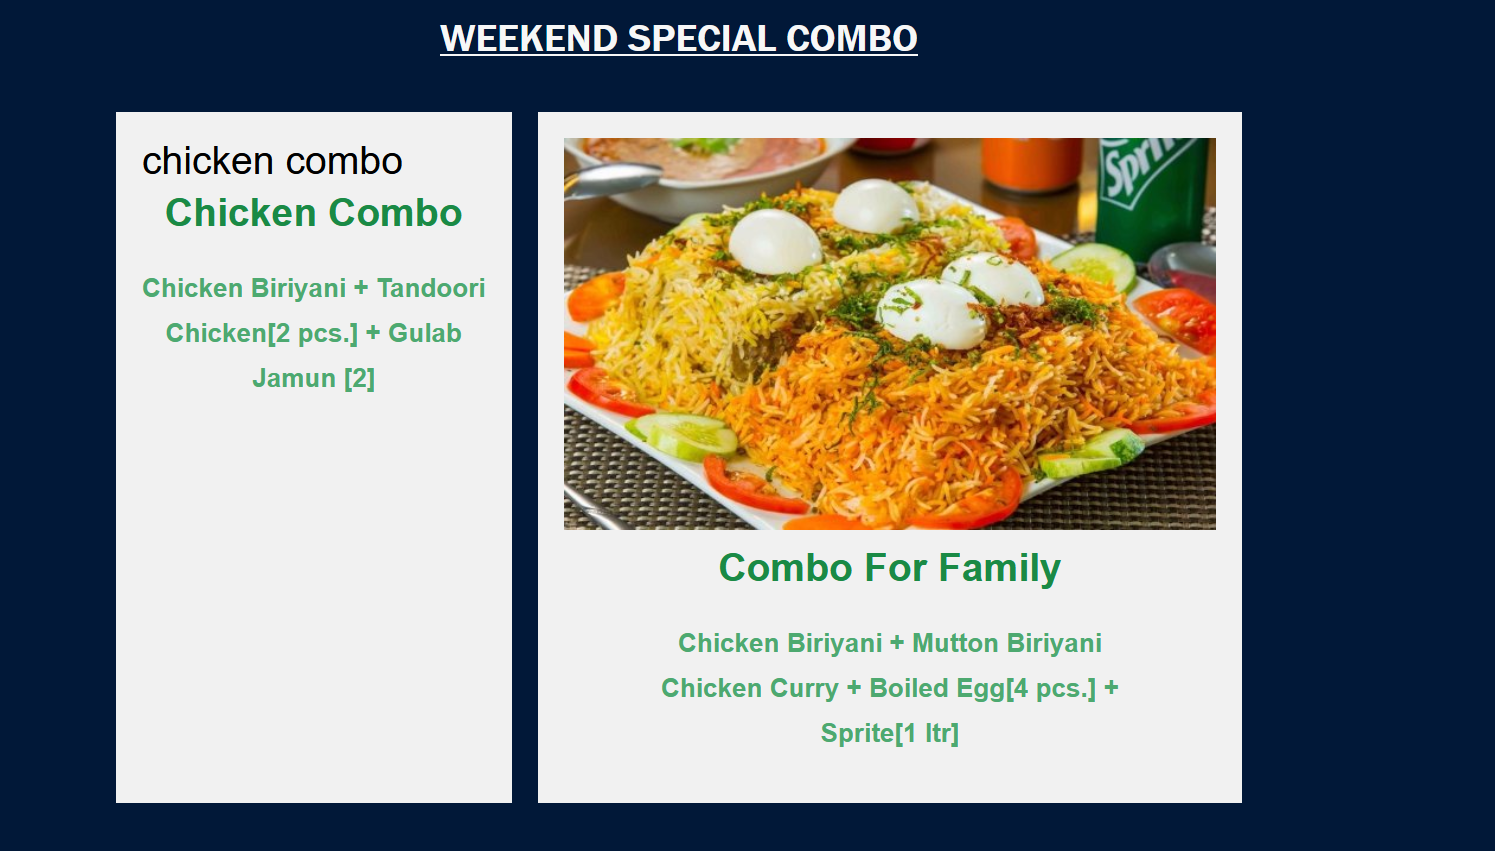 WEEKEND SPECIAL COMBO
chicken combo
Chicken Combo
Chicken Biriyani + Tandoori
Chicken[2 pcs.] + Gulab
Jamun [2]
Sprite
Combo For Family
Chicken Biriyani + Mutton Biriyani
Chicken Curry + Boiled Egg[4 pcs.] +
Sprite[1 ltr]